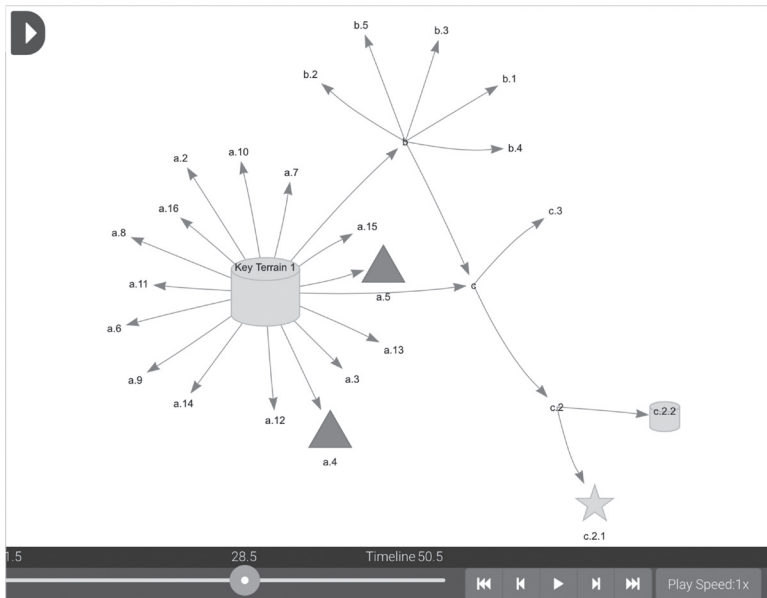 b.5
b.3
b.2
b.1
b
b.4
a.2
a.10
a.7
a.16
a.15
a.8
c.3
Key Terrain 1
a.11
a.5
c
a.6
a.13
a.9
a.3
a.14
a.12
a.4
c.2
c.2.2
c.2.1
1.5
28.5
Timeline 50.5
Play Speed:1x